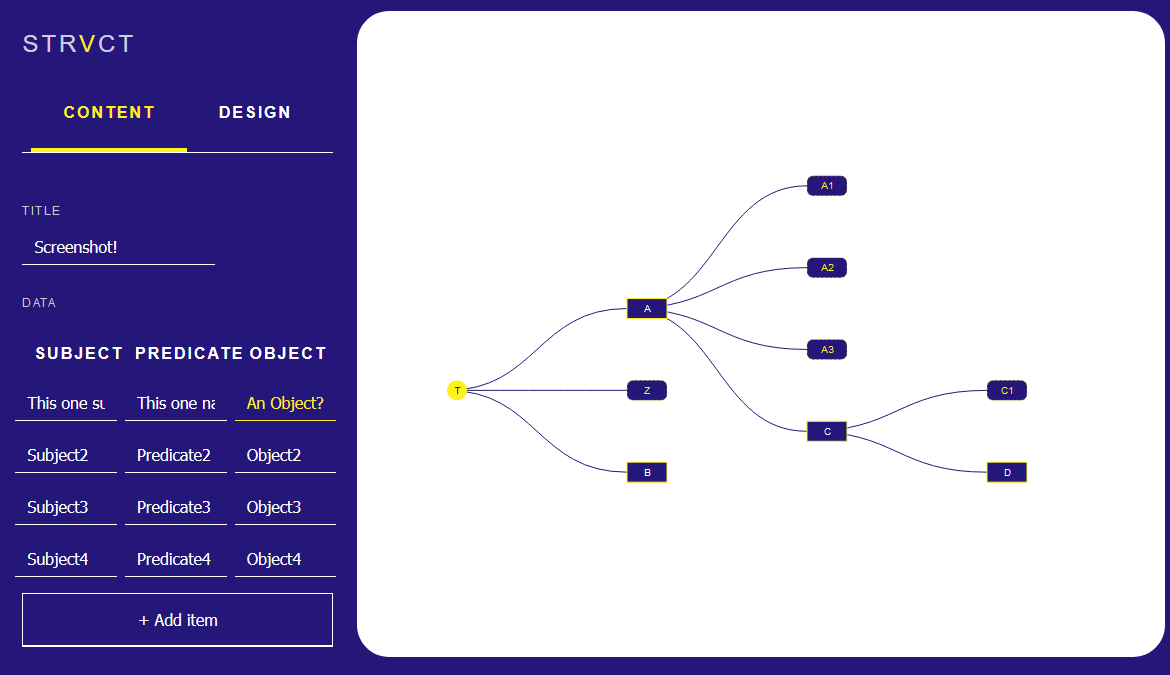 STRVCT
CONTENT DESIGN
TITLE
Screenshot!
DATA
SUBJECT PREDICATE OBJECT
This one su This one na An Object?
Subject2 Predicate2 Object2
Subject3 Predicate3 Object3
Subject4 Predicate4 Object4
+ Add item
A1
A2
A
A3
T Z C1
C
B D